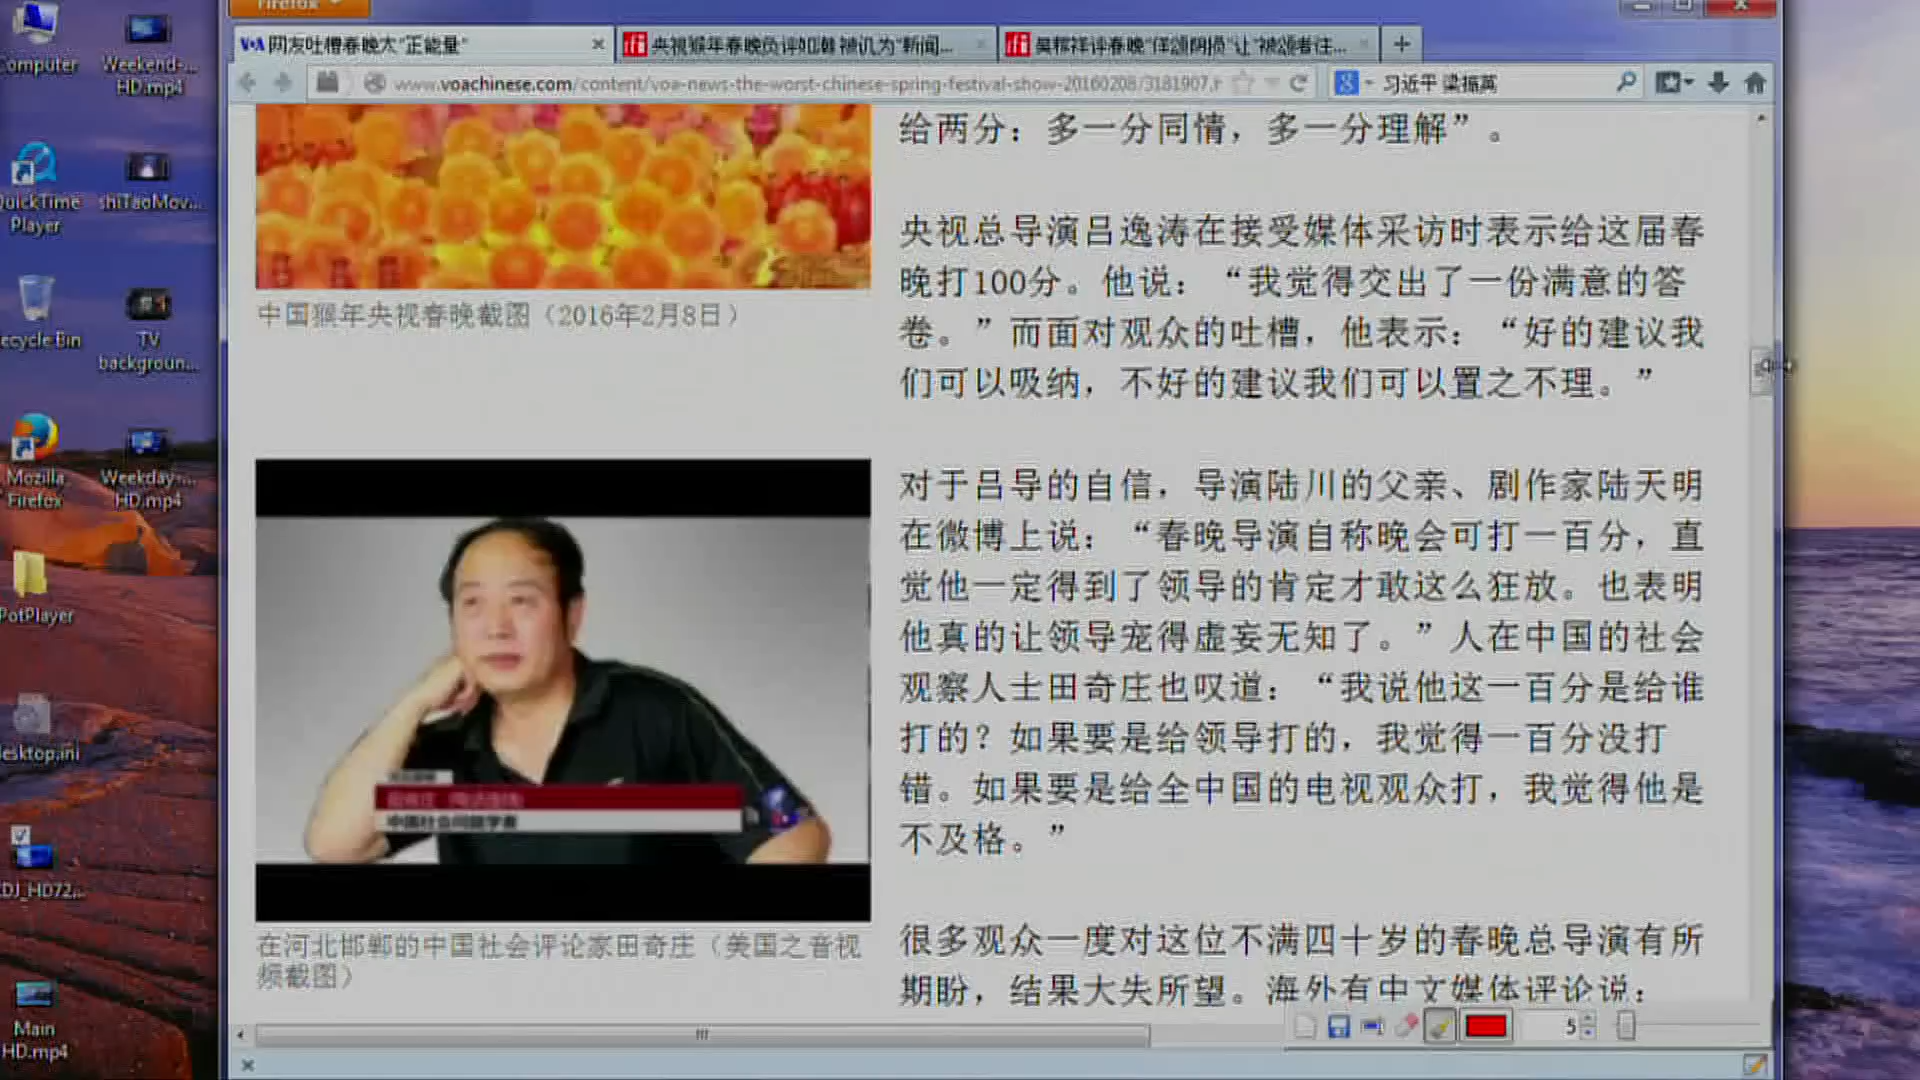 Firefox
VOA 网友吐槽春晚太"正能量"
rfi 央视猴年春晚负评如潮 被讥为"新闻...
rfi 吴稼祥评春晚"佯颂阴损"让"被颂者往...
www.voachinese.com/content/voa-news-the-worst-chinese-spring-festival-show-20160208/3181907.h
习近平 梁振英
Computer
Weekend-...
HD.mp4
QuickTime
Player
shiTaoMov...
Recycle Bin
TV
backgroun...
Mozilla
Firefox
Weekday-...
HD.mp4
PotPlayer
desktop.ini
DJ_HD72...
Main
HD.mp4
中国猴年央视春晚截图（2016年2月8日）
中国社会问题学者
在河北邯郸的中国社会评论家田奇庄（美国之音视
频截图）
给两分：多一分同情，多一分理解”。
央视总导演吕逸涛在接受媒体采访时表示给这届春
晚打100分。他说：“我觉得交出了一份满意的答
卷。”而面对观众的吐槽，他表示：“好的建议我
们可以吸纳，不好的建议我们可以置之不理。”
对于吕导的自信，导演陆川的父亲、剧作家陆天明
在微博上说：“春晚导演自称晚会可打一百分，直
觉他一定得到了领导的肯定才敢这么狂放。也表明
他真的让领导宠得虚妄无知了。”人在中国的社会
观察人士田奇庄也叹道：“我说他这一百分是给谁
打的？如果要是给领导打的，我觉得一百分没打
错。如果要是给全中国的电视观众打，我觉得他是
不及格。”
很多观众一度对这位不满四十岁的春晚总导演有所
期盼，结果大失所望。海外有中文媒体评论说：
5